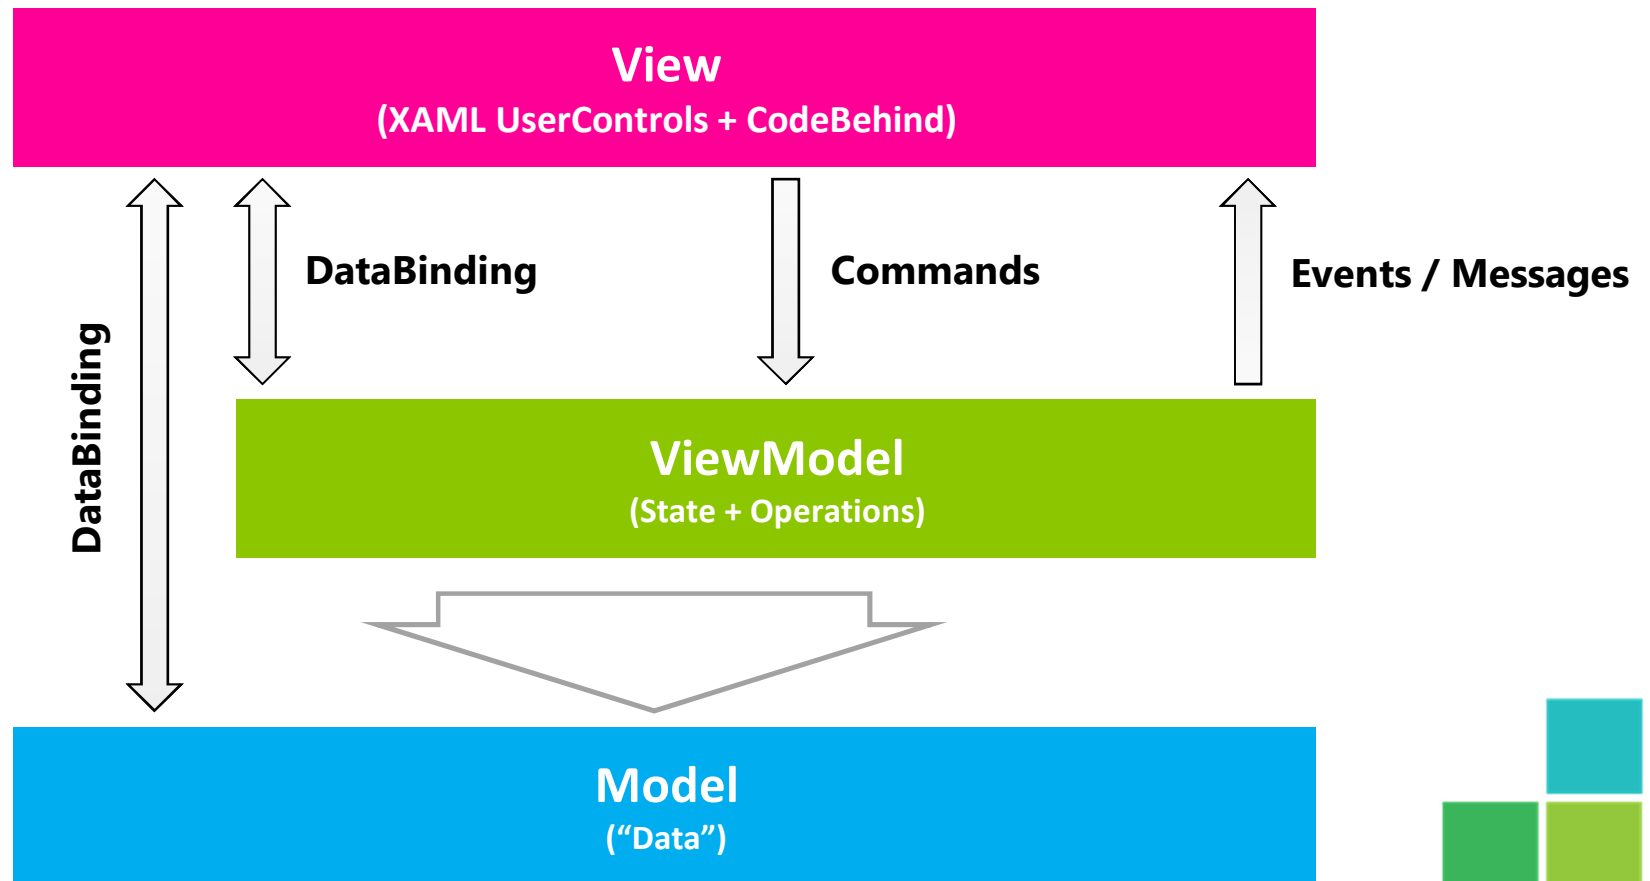 View
(XAML UserControls + CodeBehind)
DataBinding
Commands
Events / Messages
DataBinding
ViewModel
(State + Operations)
Model
(“Data”)